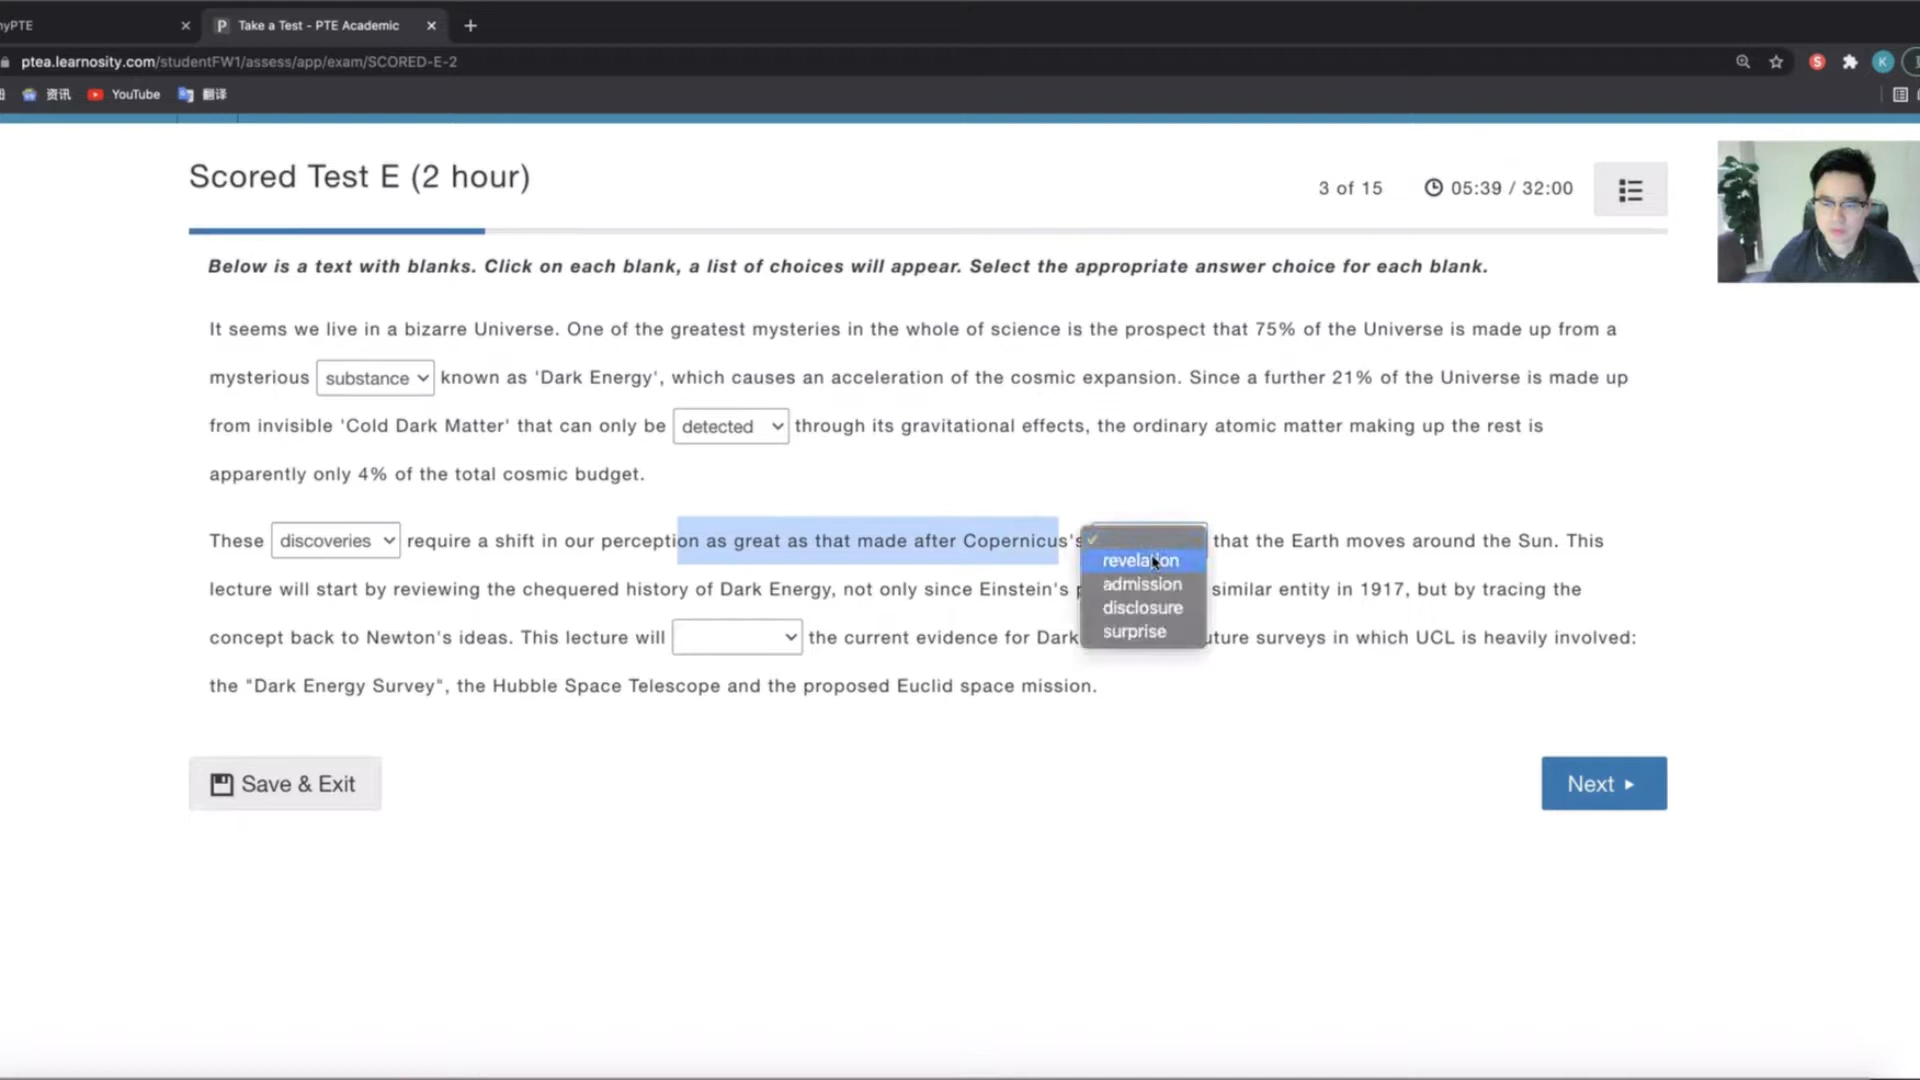 nyPTE
P Take a Test - PTE Academic
ptea.learnosity.com/studentFW1/assess/app/exam/SCORED-E-2
S
K
资讯 YouTube 翻译
Scored Test E (2 hour)
3 of 15 05:39 / 32:00
Below is a text with blanks. Click on each blank, a list of choices will appear. Select the appropriate answer choice for each blank.
It seems we live in a bizarre Universe. One of the greatest mysteries in the whole of science is the prospect that 75% of the Universe is made up from a
mysterious substance known as 'Dark Energy', which causes an acceleration of the cosmic expansion. Since a further 21% of the Universe is made up
from invisible 'Cold Dark Matter' that can only be detected through its gravitational effects, the ordinary atomic matter making up the rest is
apparently only 4% of the total cosmic budget.
These discoveries require a shift in our perception as great as that made after Copernicus's that the Earth moves around the Sun. This
revelation
admission
disclosure
surprise
lecture will start by reviewing the chequered history of Dark Energy, not only since Einstein's similar entity in 1917, but by tracing the
concept back to Newton's ideas. This lecture will the current evidence for Dark uture surveys in which UCL is heavily involved:
the "Dark Energy Survey", the Hubble Space Telescope and the proposed Euclid space mission.
Save & Exit
Next